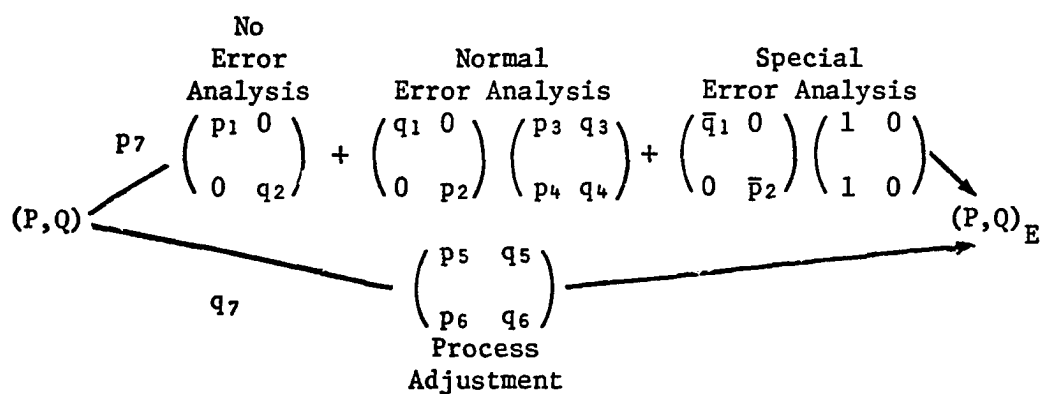 No
Error Normal Special
Analysis Error Analysis Error Analysis
p7 ( p1 0 ) + ( q1 0 ) ( p3 q3 ) + ( q̄1 0 ) ( 1 0 )
( 0 q2 ) ( 0 p2 ) ( p4 q4 ) ( 0 p̄2 ) ( 1 0 )
(P,Q) (P,Q)E
( p5 q5 )
q7 ( p6 q6 )
Process
Adjustment